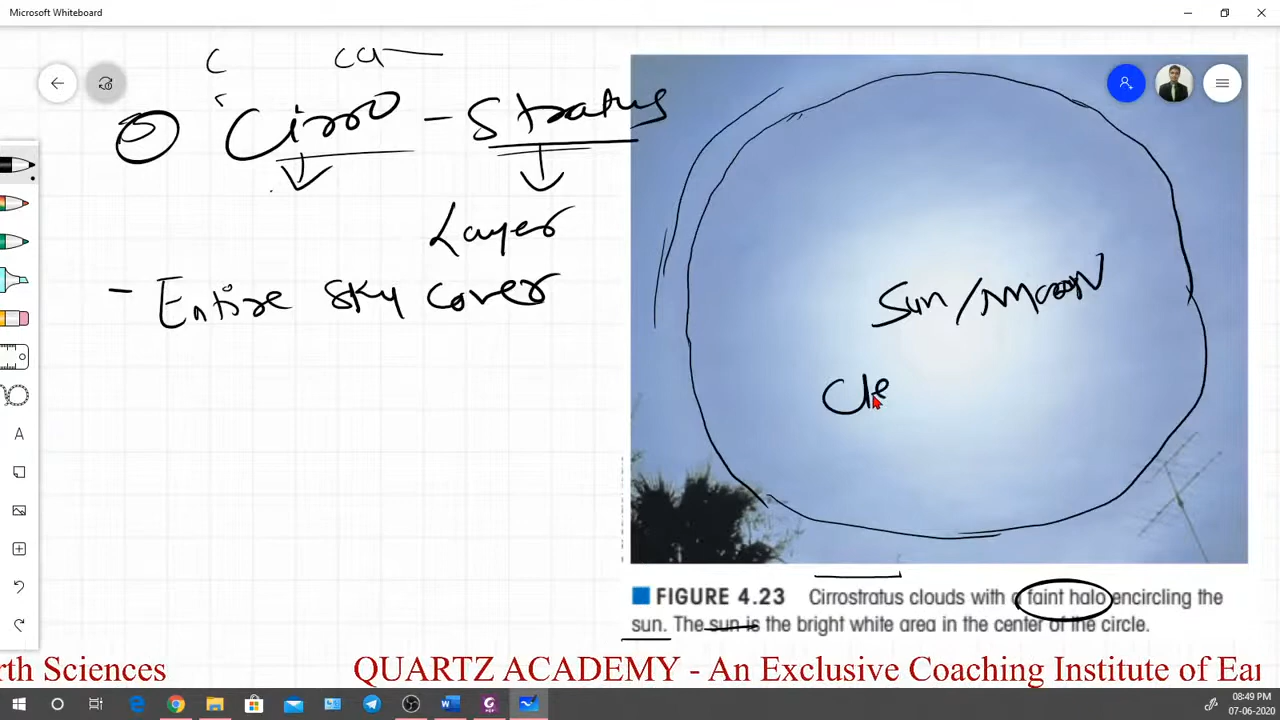 Microsoft Whiteboard
C ca
Cirro - Stratus
Layer
- Entire sky cover
Sun/Moon
Cle
FIGURE 4.23 Cirrostratus clouds with a faint halo encircling the
sun. The sun is the bright white area in the center of the circle.
rth Sciences QUARTZ ACADEMY - An Exclusive Coaching Institute of Ear
08:49 PM
07-06-2020